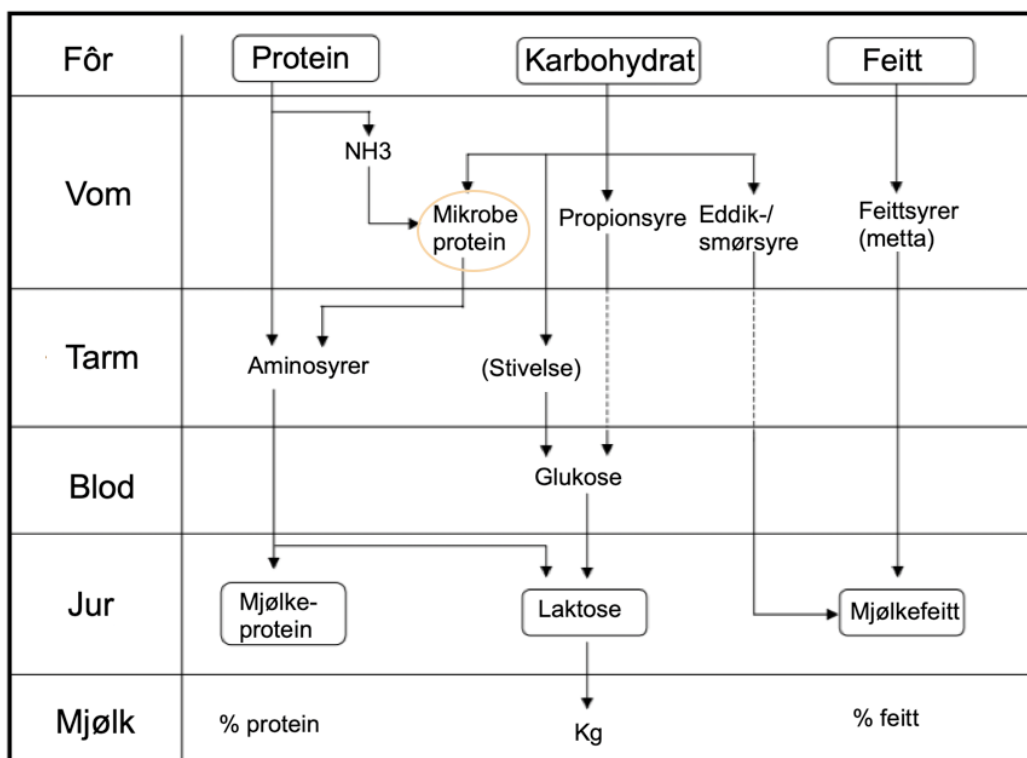 Fôr
Protein
Karbohydrat
Feitt
Vom
NH3
Mikrobe
protein
Propionsyre
Eddik-/
smørsyre
Feittsyrer
(metta)
Tarm
Aminosyrer
(Stivelse)
Blod
Glukose
Jur
Mjølke-
protein
Laktose
Mjølkefeitt
Mjølk
% protein
Kg
% feitt